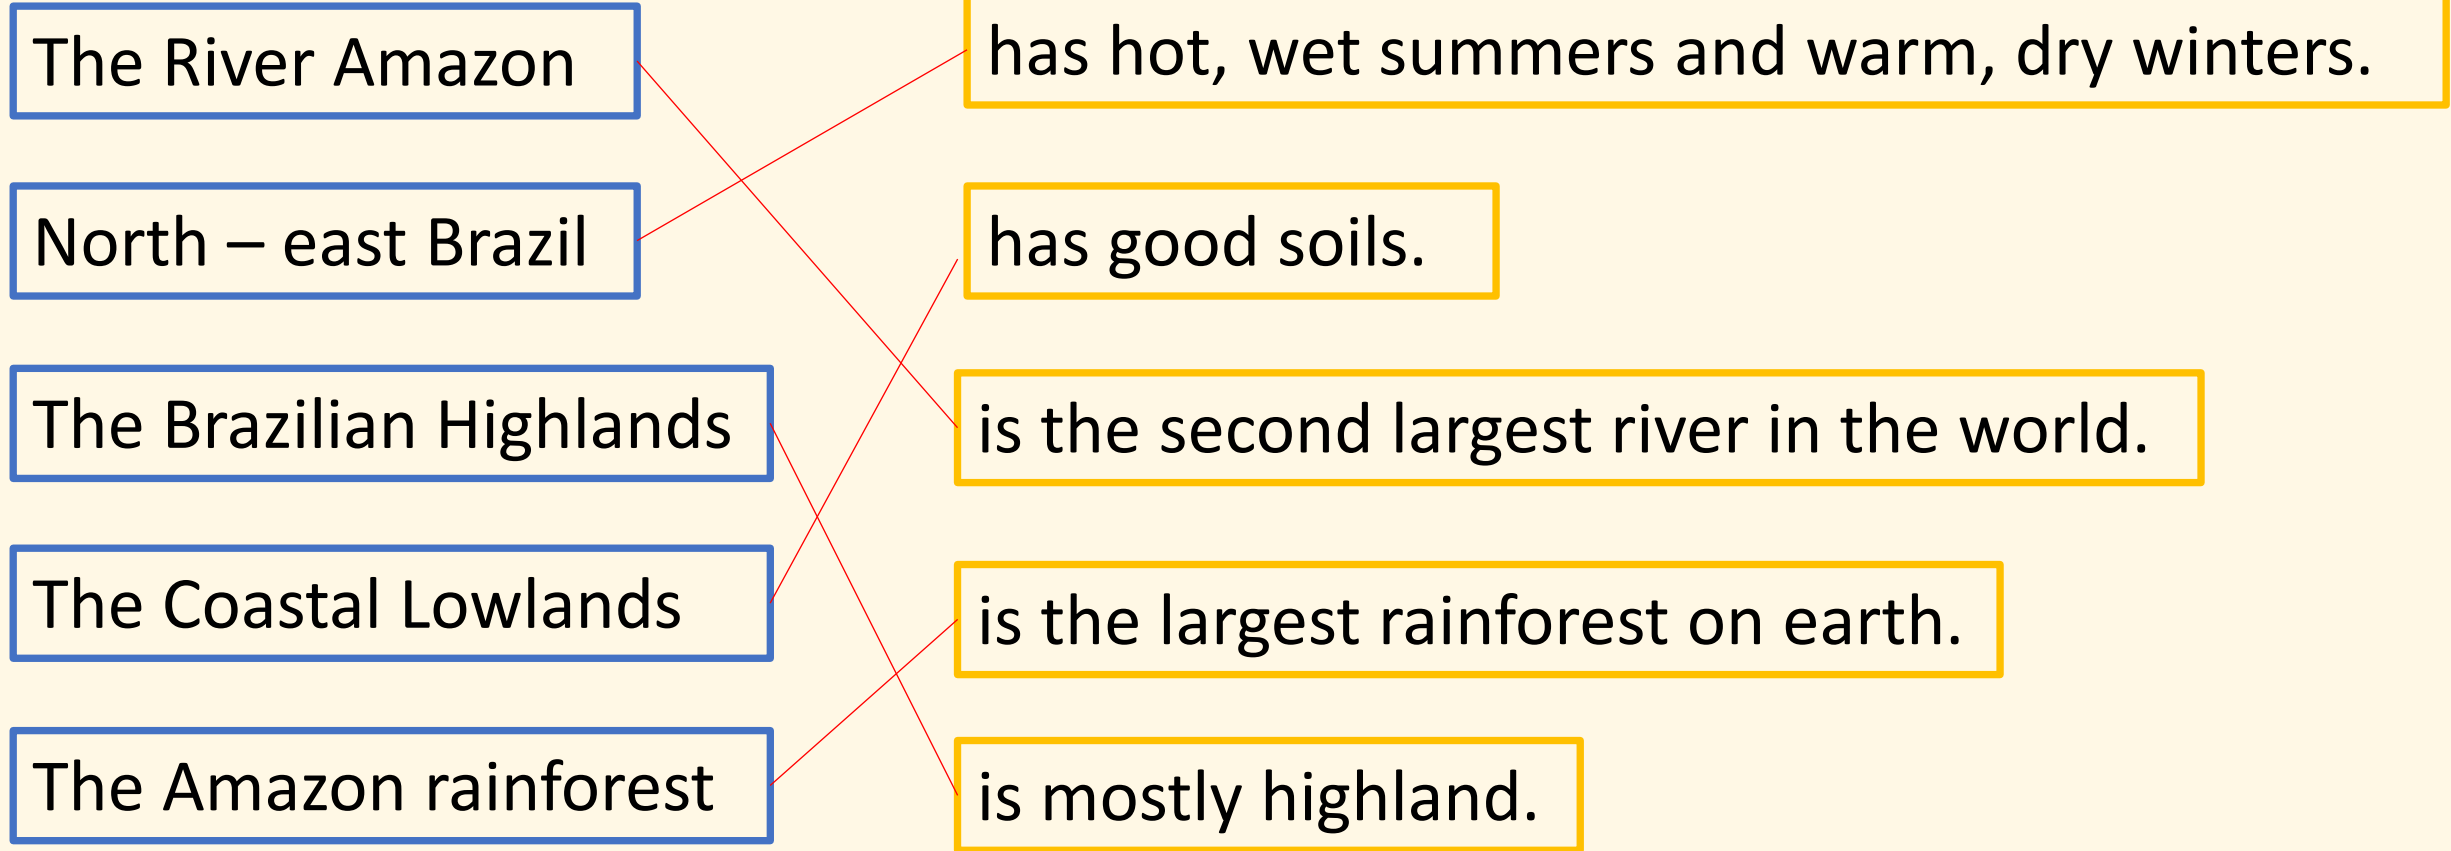 The River Amazon
has hot, wet summers and warm, dry winters.
North – east Brazil
has good soils.
The Brazilian Highlands
is the second largest river in the world.
The Coastal Lowlands
is the largest rainforest on earth.
The Amazon rainforest
is mostly highland.